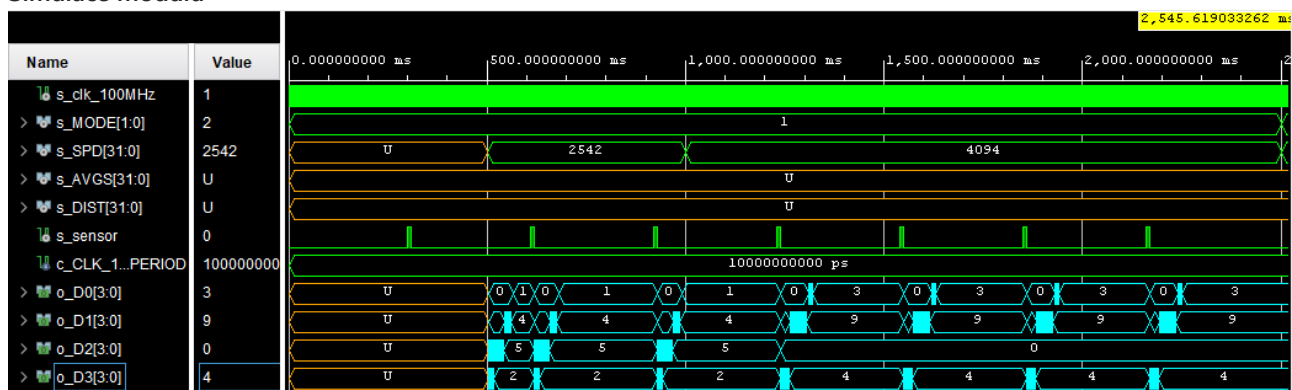 2,545.619033262 ms
Name Value 0.000000000 ms 500.000000000 ms 1,000.000000000 ms 1,500.000000000 ms 2,000.000000000 ms 2
s_clk_100MHz 1
s_MODE[1:0] 2 1
s_SPD[31:0] 2542 U 2542 4094
s_AVGS[31:0] U U
s_DIST[31:0] U U
s_sensor 0
c_CLK_1...PERIOD 100000000 10000000000 ps
o_D0[3:0] 3 U 0 1 0 1 0 1 0 3 0 3 0 3 0 3
o_D1[3:0] 9 U 4 4 4 9 9 9 9
o_D2[3:0] 0 U 5 5 5 0
o_D3[3:0] 4 U 2 2 2 4 4 4 4